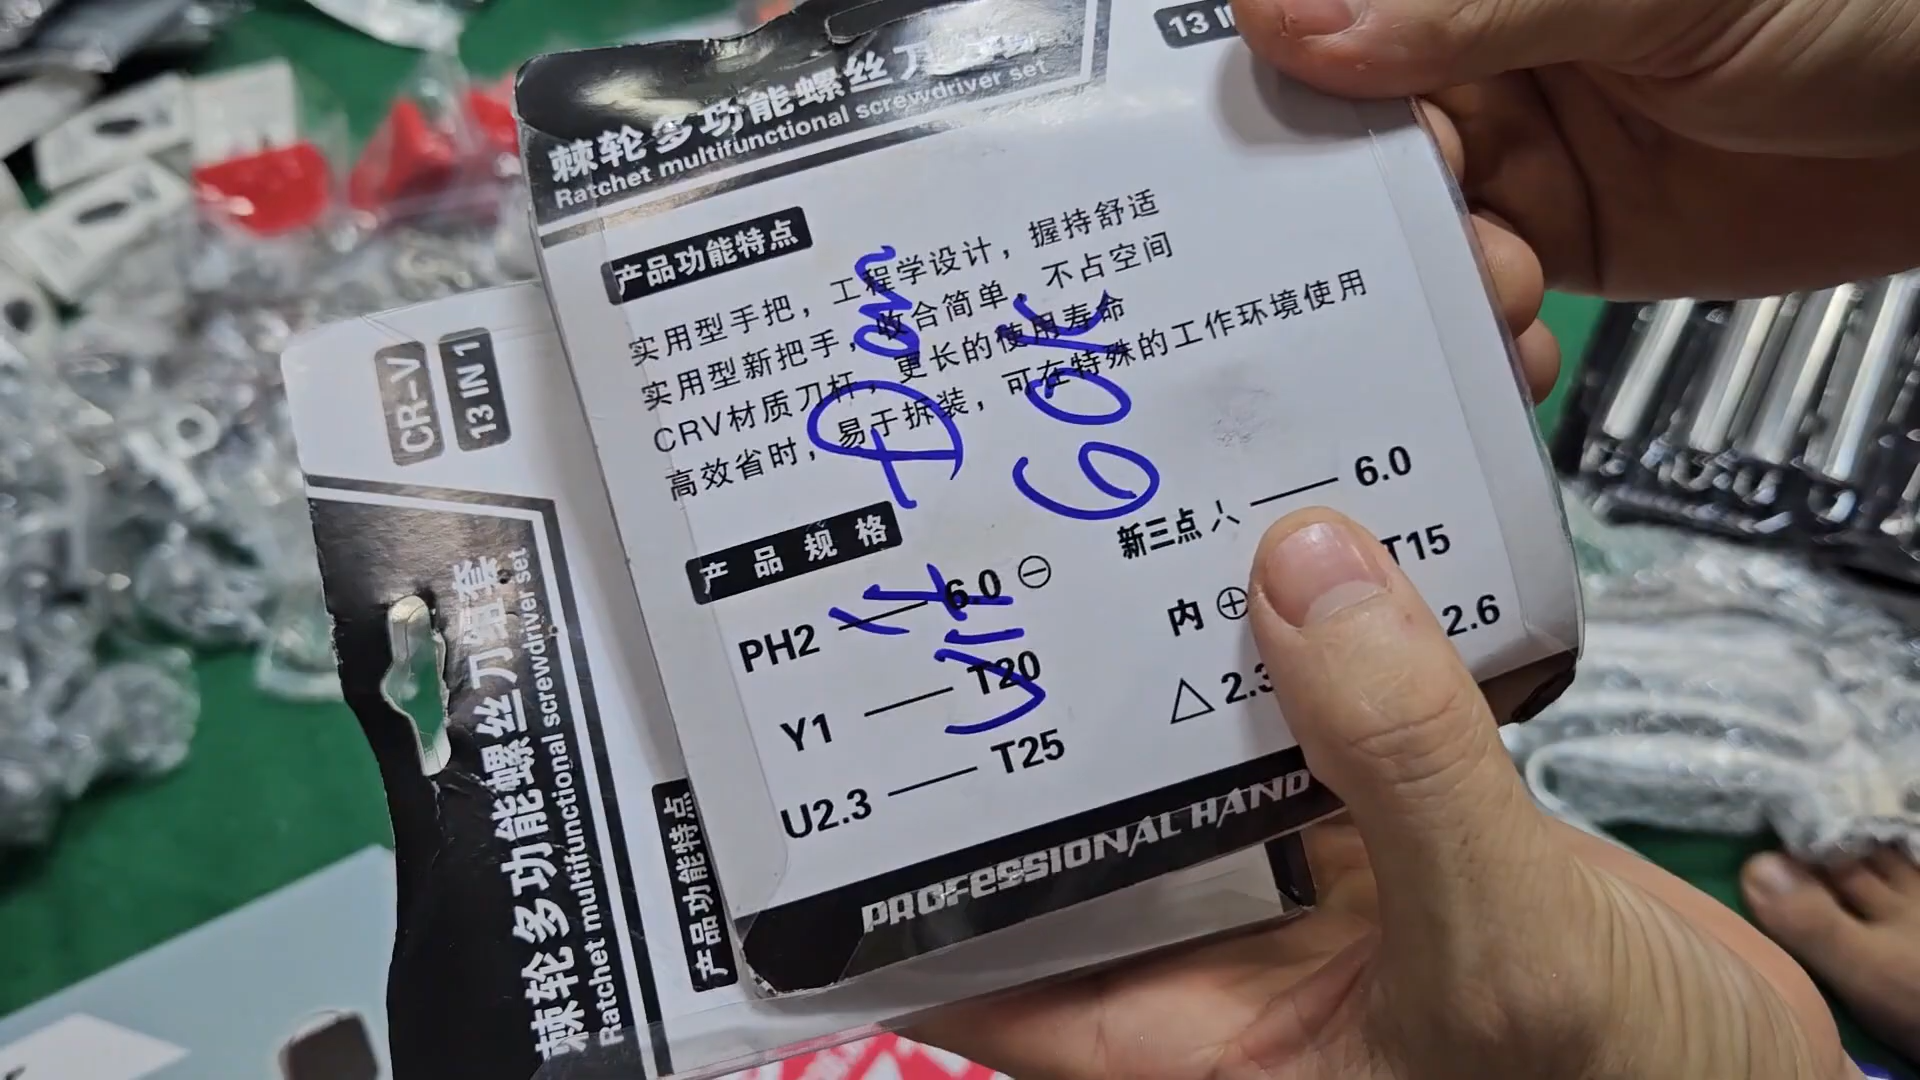 13 IN
棘轮多功能螺丝刀
Ratchet multifunctional screwdriver set
产品功能特点
实用型手把，工程学设计，握持舒适
实用型新把手，收合简单，不占空间
CRV材质刀杆，更长的使用寿命
高效省时，易于拆装，可在特殊的工作环境使用
产品规格
PH2 —— 6.0 ⊖
Y1 —— T20
U2.3 —— T25
新三点 —— 6.0
内 ⊕ T15
△ 2.3 2.6
PROFESSIONAL HAND
CR-V
13 IN 1
棘轮多功能螺丝刀组套
Ratchet multifunctional screwdriver set
产品功能特点